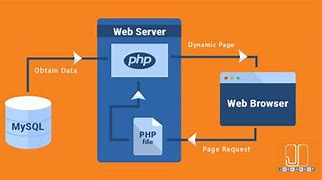 Web Server
php
Dynamic Page
Obtain Data
Web Browser
MySQL
PHP
file
Page Request